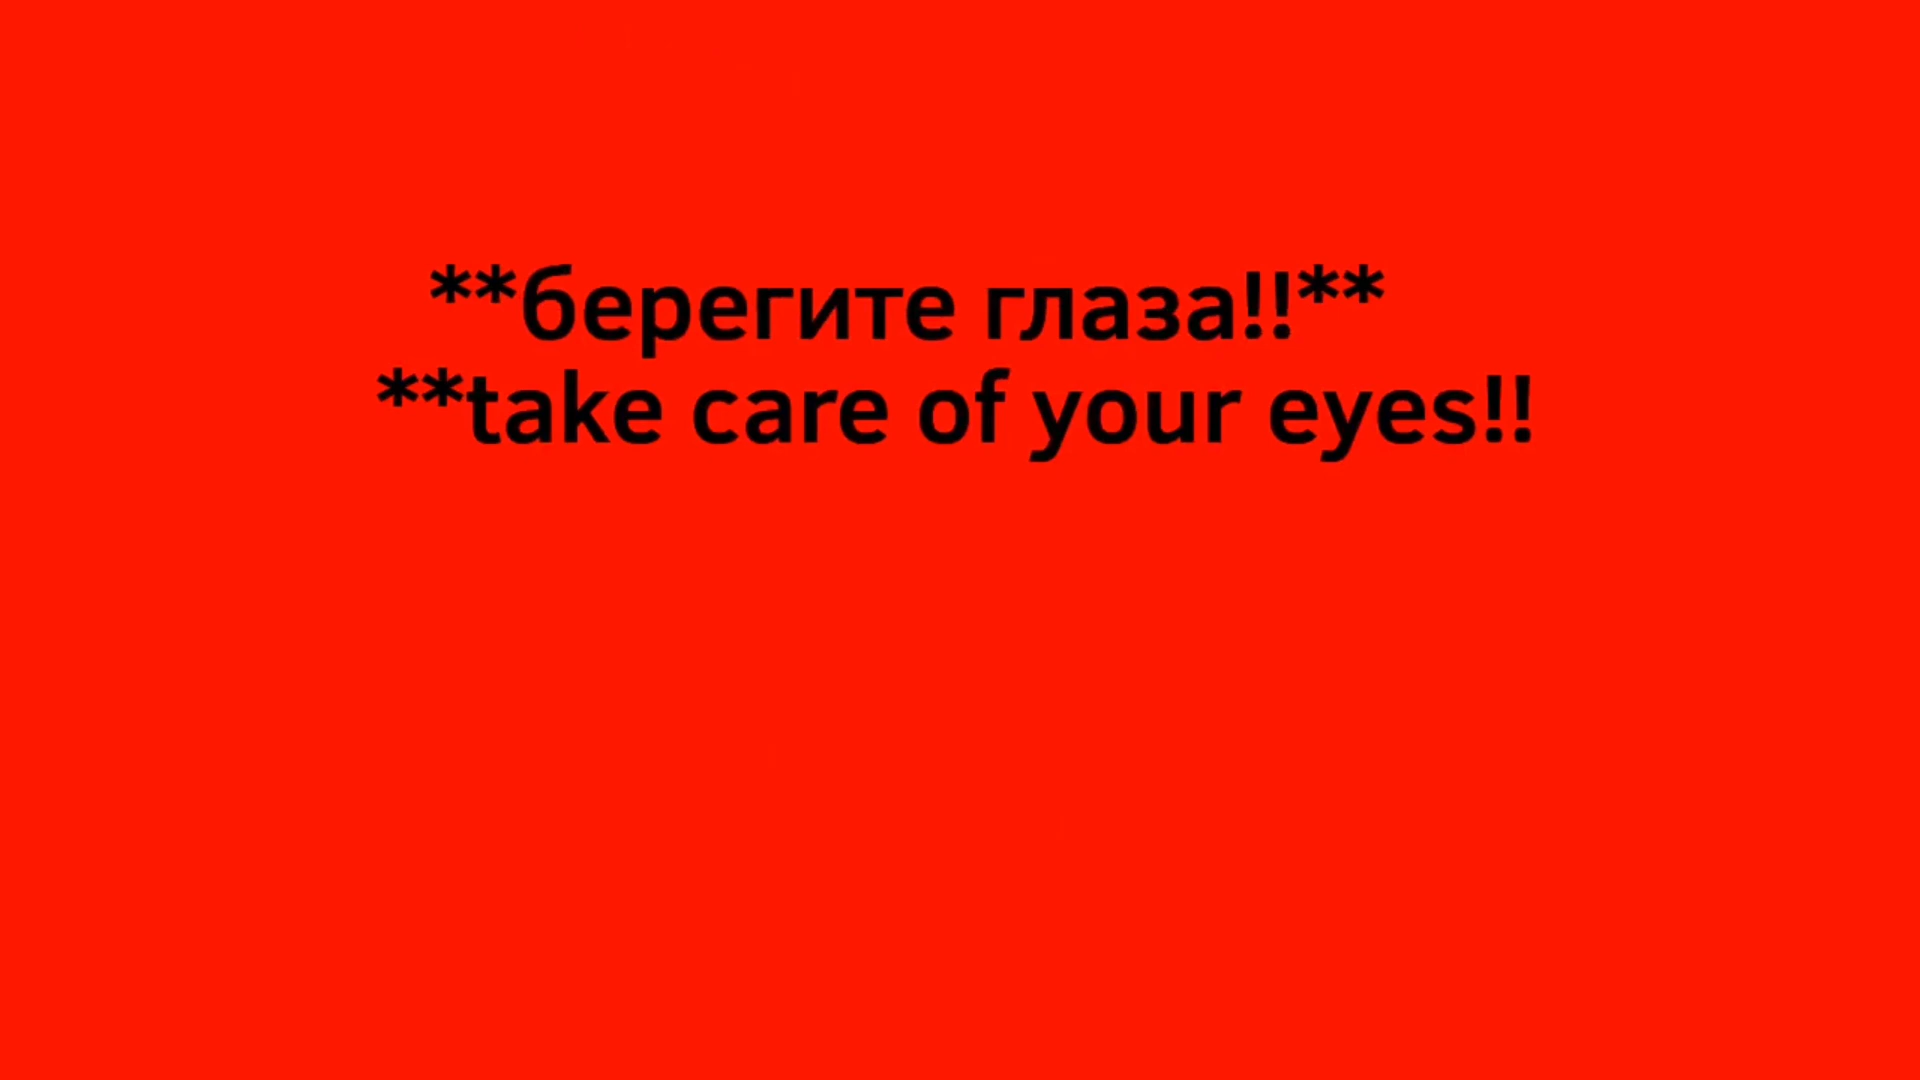 **берегите глаза!!**
**take care of your eyes!!